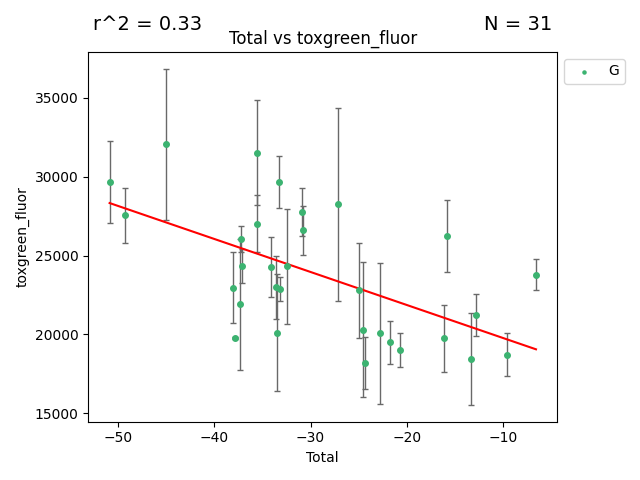 r^2 = 0.33
N = 31
Total vs toxgreen_fluor
G
35000
30000
25000
20000
15000
toxgreen_fluor
−50
−40
−30
−20
−10
Total